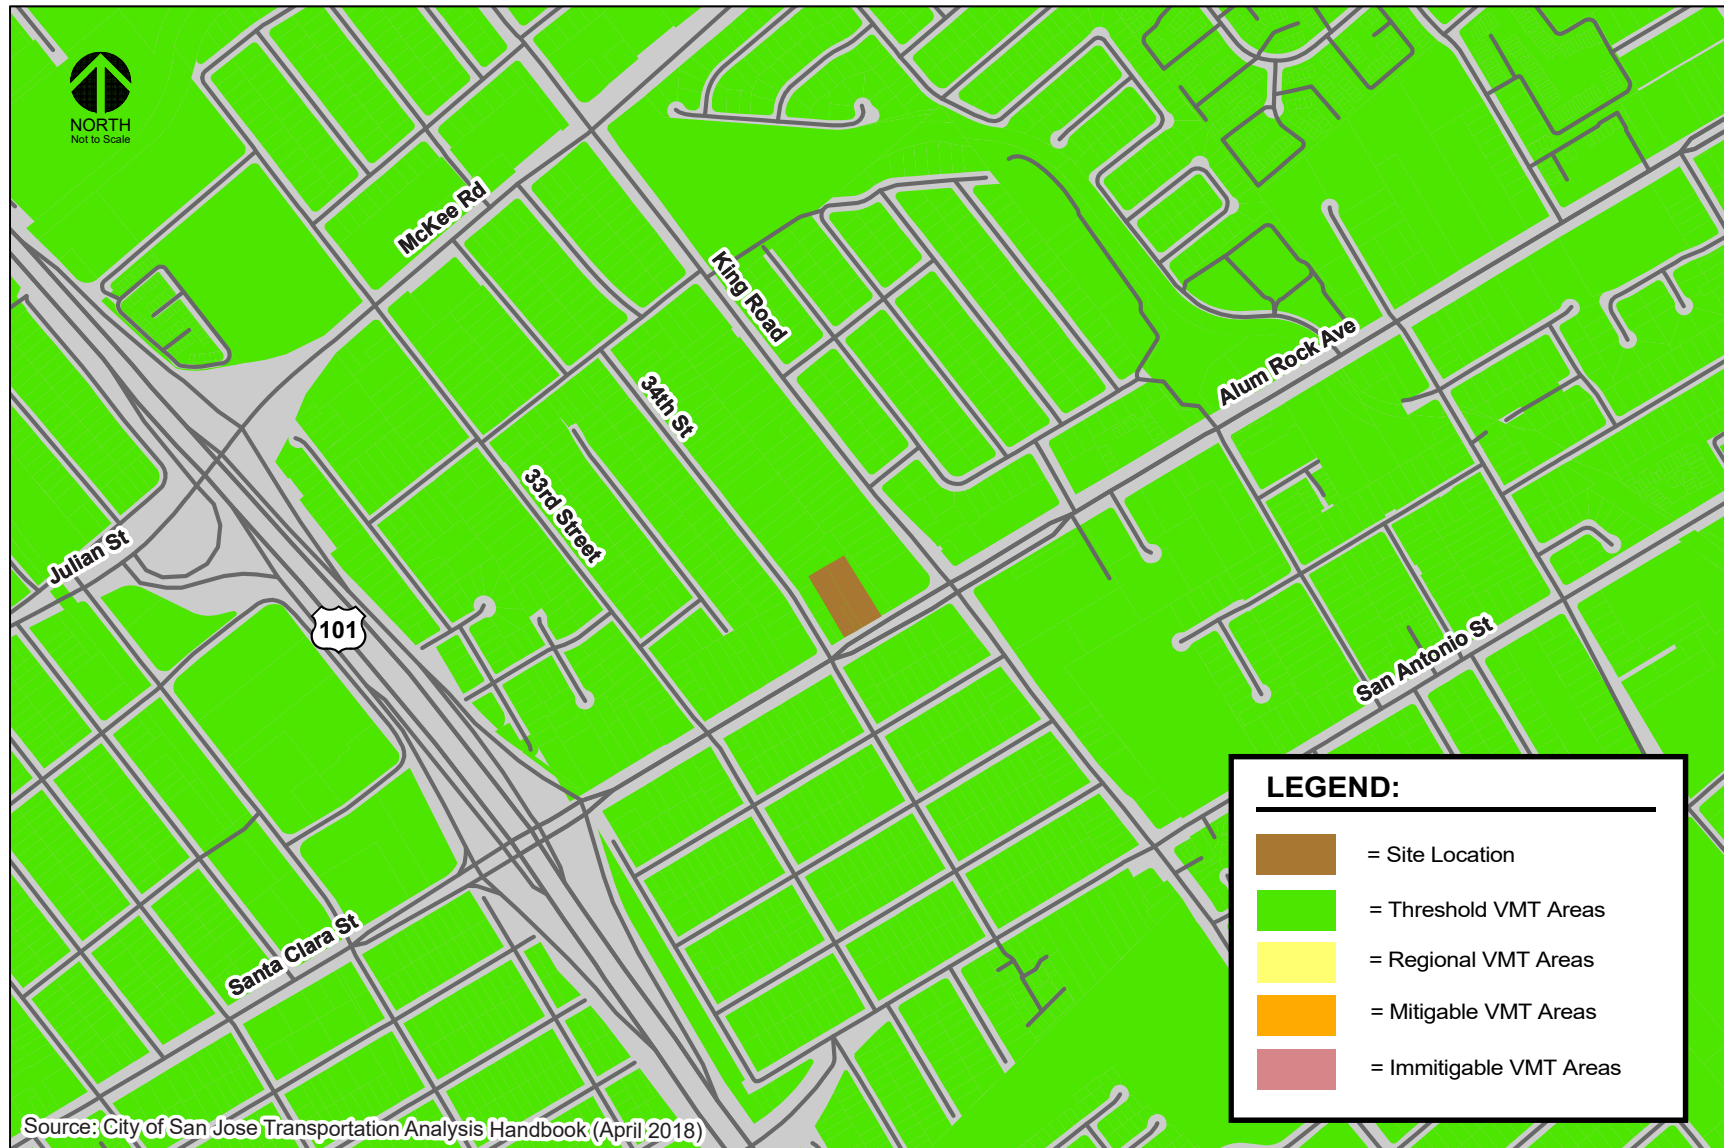 NORTH
Not to Scale
McKee Rd
King Road
Alum Rock Ave
34th St
33rd Street
Julian St
101
San Antonio St
Santa Clara St
LEGEND:
= Site Location
= Threshold VMT Areas
= Regional VMT Areas
= Mitigable VMT Areas
= Immitigable VMT Areas
Source: City of San Jose Transportation Analysis Handbook (April 2018)